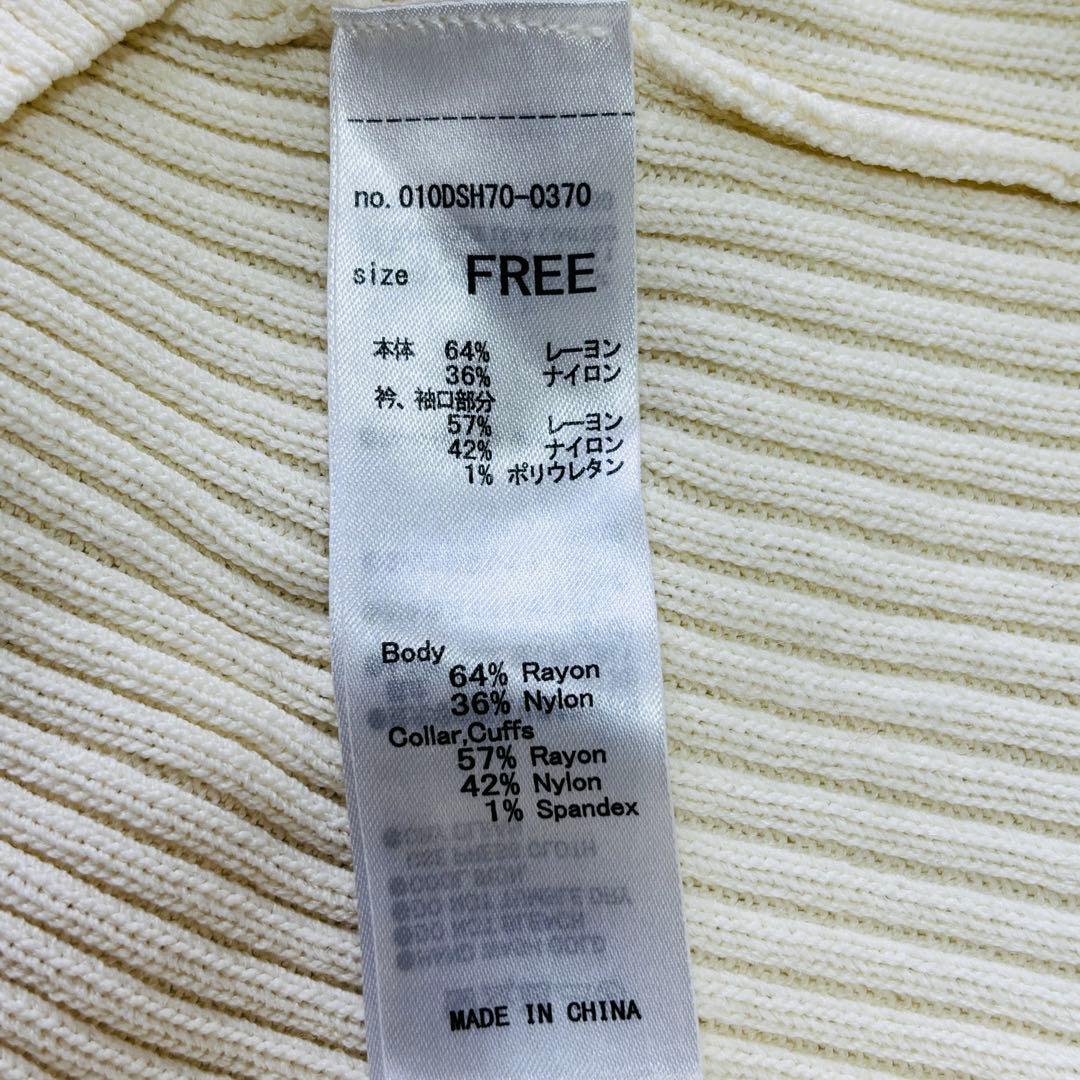 no. 010DSH70-0370
size FREE
本体 64% レーヨン
36% ナイロン
衿、袖口部分
57% レーヨン
42% ナイロン
1% ポリウレタン
Body
64% Rayon
36% Nylon
Collar,Cuffs
57% Rayon
42% Nylon
1% Spandex
MADE IN CHINA